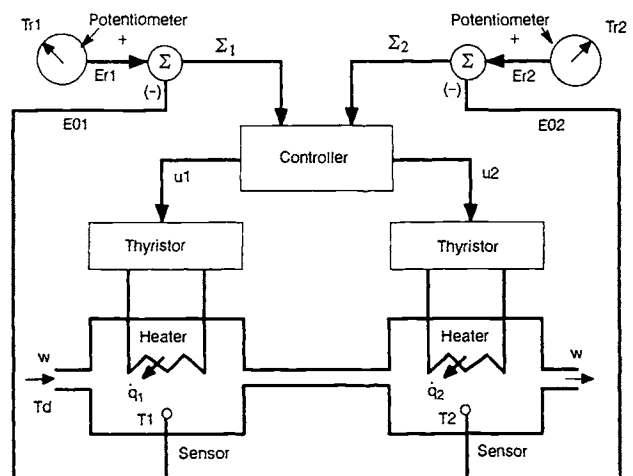 Tr1
Potentiometer
+
Er1
Σ
(-)
E01
Σ1
Σ2
Potentiometer
Tr2
+
Er2
Σ
(-)
E02
Controller
u1
u2
Thyristor
Thyristor
Heater
Heater
w
Td
q̇1
q̇2
w
T1
T2
Sensor
Sensor